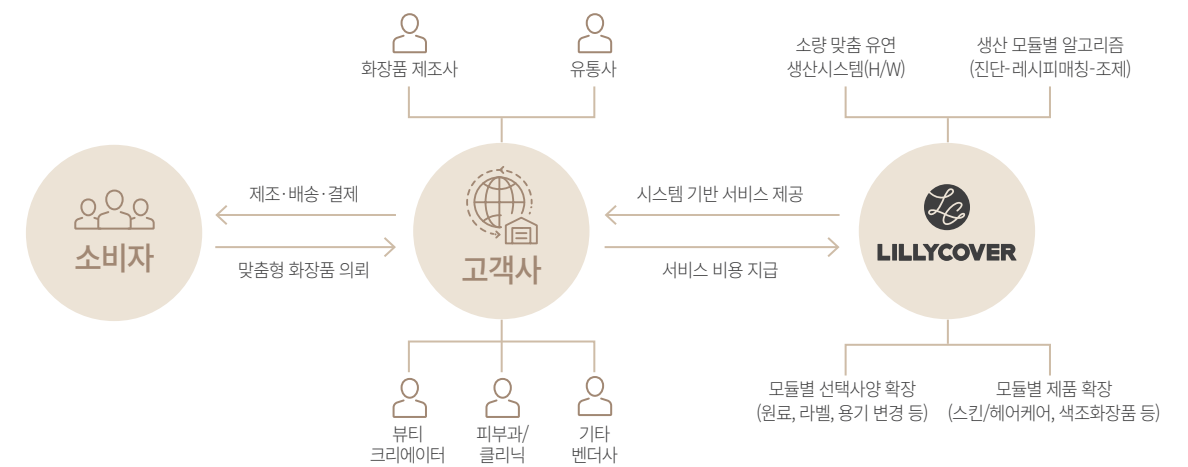 화장품 제조사
유통사
소량 맞춤 유연
생산시스템(H/W)
생산 모듈별 알고리즘
(진단-레시피매칭-조제)
소비자
제조·배송·결제
맞춤형 화장품 의뢰
고객사
시스템 기반 서비스 제공
서비스 비용 지급
LC
LILLYCOVER
뷰티
크리에이터
피부과/
클리닉
기타
벤더사
모듈별 선택사양 확장
(원료, 라벨, 용기 변경 등)
모듈별 제품 확장
(스킨/헤어케어, 색조화장품 등)